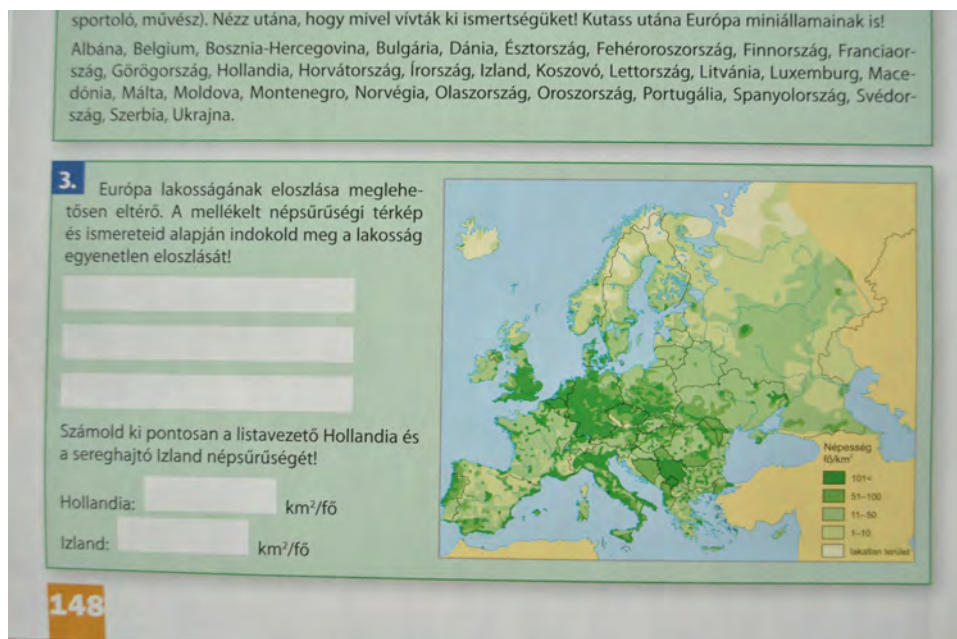 sportoló, művész). Nézz utána, hogy mivel vívták ki ismertségüket! Kutass utána Európa miniállamainak is!
Albána, Belgium, Bosznia-Hercegovina, Bulgária, Dánia, Észtország, Fehéroroszország, Finnország, Franciaor-
szág, Görögország, Hollandia, Horvátország, Írország, Izland, Koszovó, Lettország, Litvánia, Luxemburg, Mace-
dónia, Málta, Moldova, Montenegro, Norvégia, Olaszország, Oroszország, Portugália, Spanyolország, Svédor-
szág, Szerbia, Ukrajna.
3.
Európa lakosságának eloszlása meglehe-
tősen eltérő. A mellékelt népsűrűségi térkép
és ismereteid alapján indokold meg a lakosság
egyenetlen eloszlását!
Számold ki pontosan a listavezető Hollandia és
a sereghajtó Izland népsűrűségét!
Hollandia: km²/fő
Izland: km²/fő
Népesség
fő/km²
101<
51–100
11–50
1–10
lakatlan terület
148